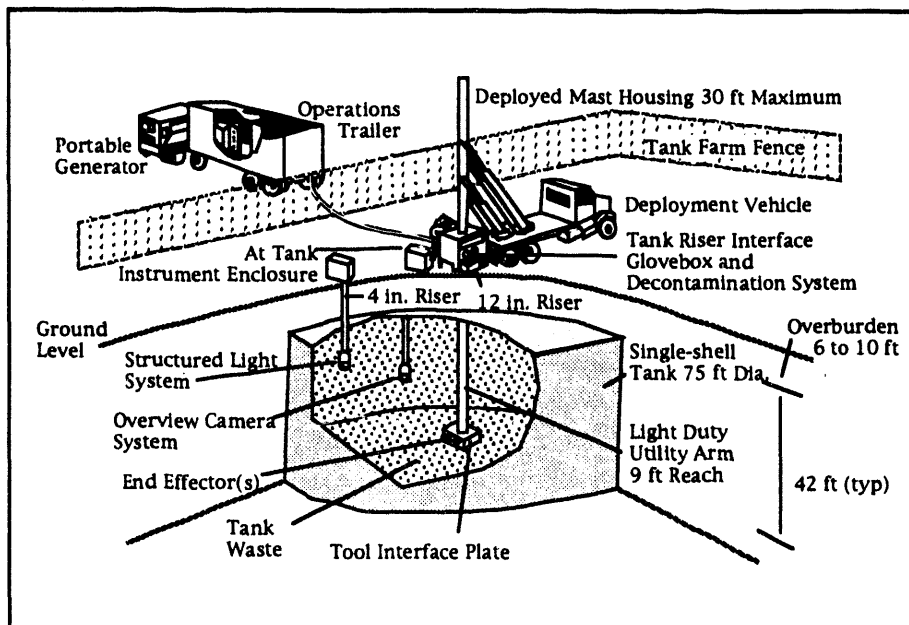 Deployed Mast Housing 30 ft Maximum
Operations
Trailer
Portable
Generator
Tank Farm Fence
Deployment Vehicle
At Tank
Instrument Enclosure
Tank Riser Interface
Glovebox and
Decontamination System
4 in. Riser
12 in. Riser
Ground
Level
Overburden
6 to 10 ft
Structured Light
System
Single-shell
Tank 75 ft Dia.
Overview Camera
System
Light Duty
Utility Arm
9 ft Reach
End Effector(s)
42 ft (typ)
Tank
Waste
Tool Interface Plate